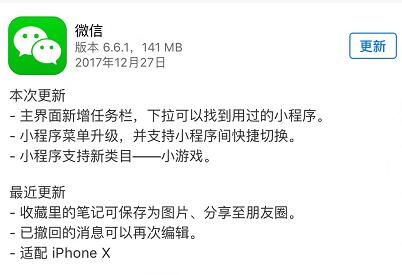 微信
版本 6.6.1，141 MB
2017年12月27日
更新
本次更新
- 主界面新增任务栏，下拉可以找到用过的小程序。
- 小程序菜单升级，并支持小程序间快捷切换。
- 小程序支持新类目——小游戏。
最近更新
- 收藏里的笔记可保存为图片、分享至朋友圈。
- 已撤回的消息可以再次编辑。
- 适配 iPhone X